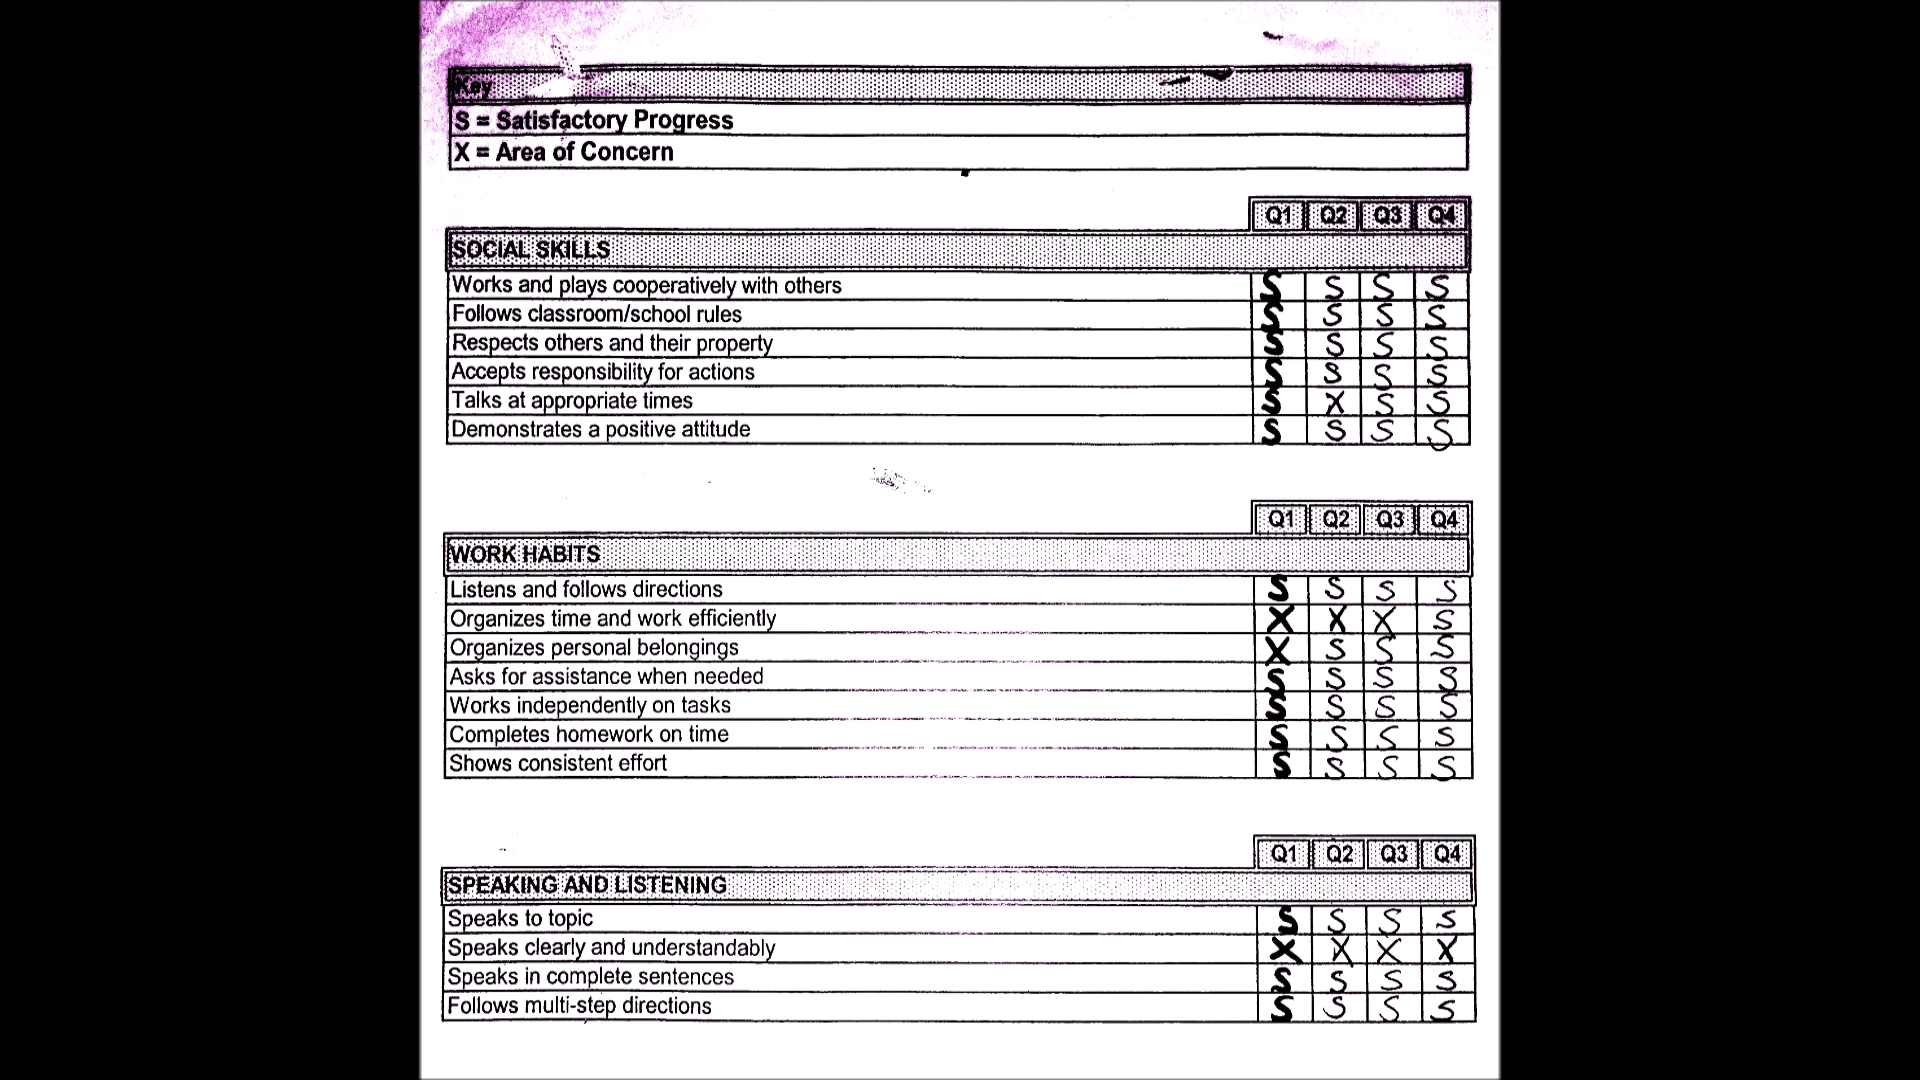 Key
S = Satisfactory Progress
X = Area of Concern
Q1 Q2 Q3 Q4
SOCIAL SKILLS
Works and plays cooperatively with others S S S S
Follows classroom/school rules S S S S
Respects others and their property S S S S
Accepts responsibility for actions S S S S
Talks at appropriate times S X S S
Demonstrates a positive attitude S S S S
Q1 Q2 Q3 Q4
WORK HABITS
Listens and follows directions S S S S
Organizes time and work efficiently X X X S
Organizes personal belongings X S S S
Asks for assistance when needed S S S S
Works independently on tasks S S S S
Completes homework on time S S S S
Shows consistent effort S S S S
Q1 Q2 Q3 Q4
SPEAKING AND LISTENING
Speaks to topic S S S S
Speaks clearly and understandably X X X X
Speaks in complete sentences S S S S
Follows multi-step directions S S S S